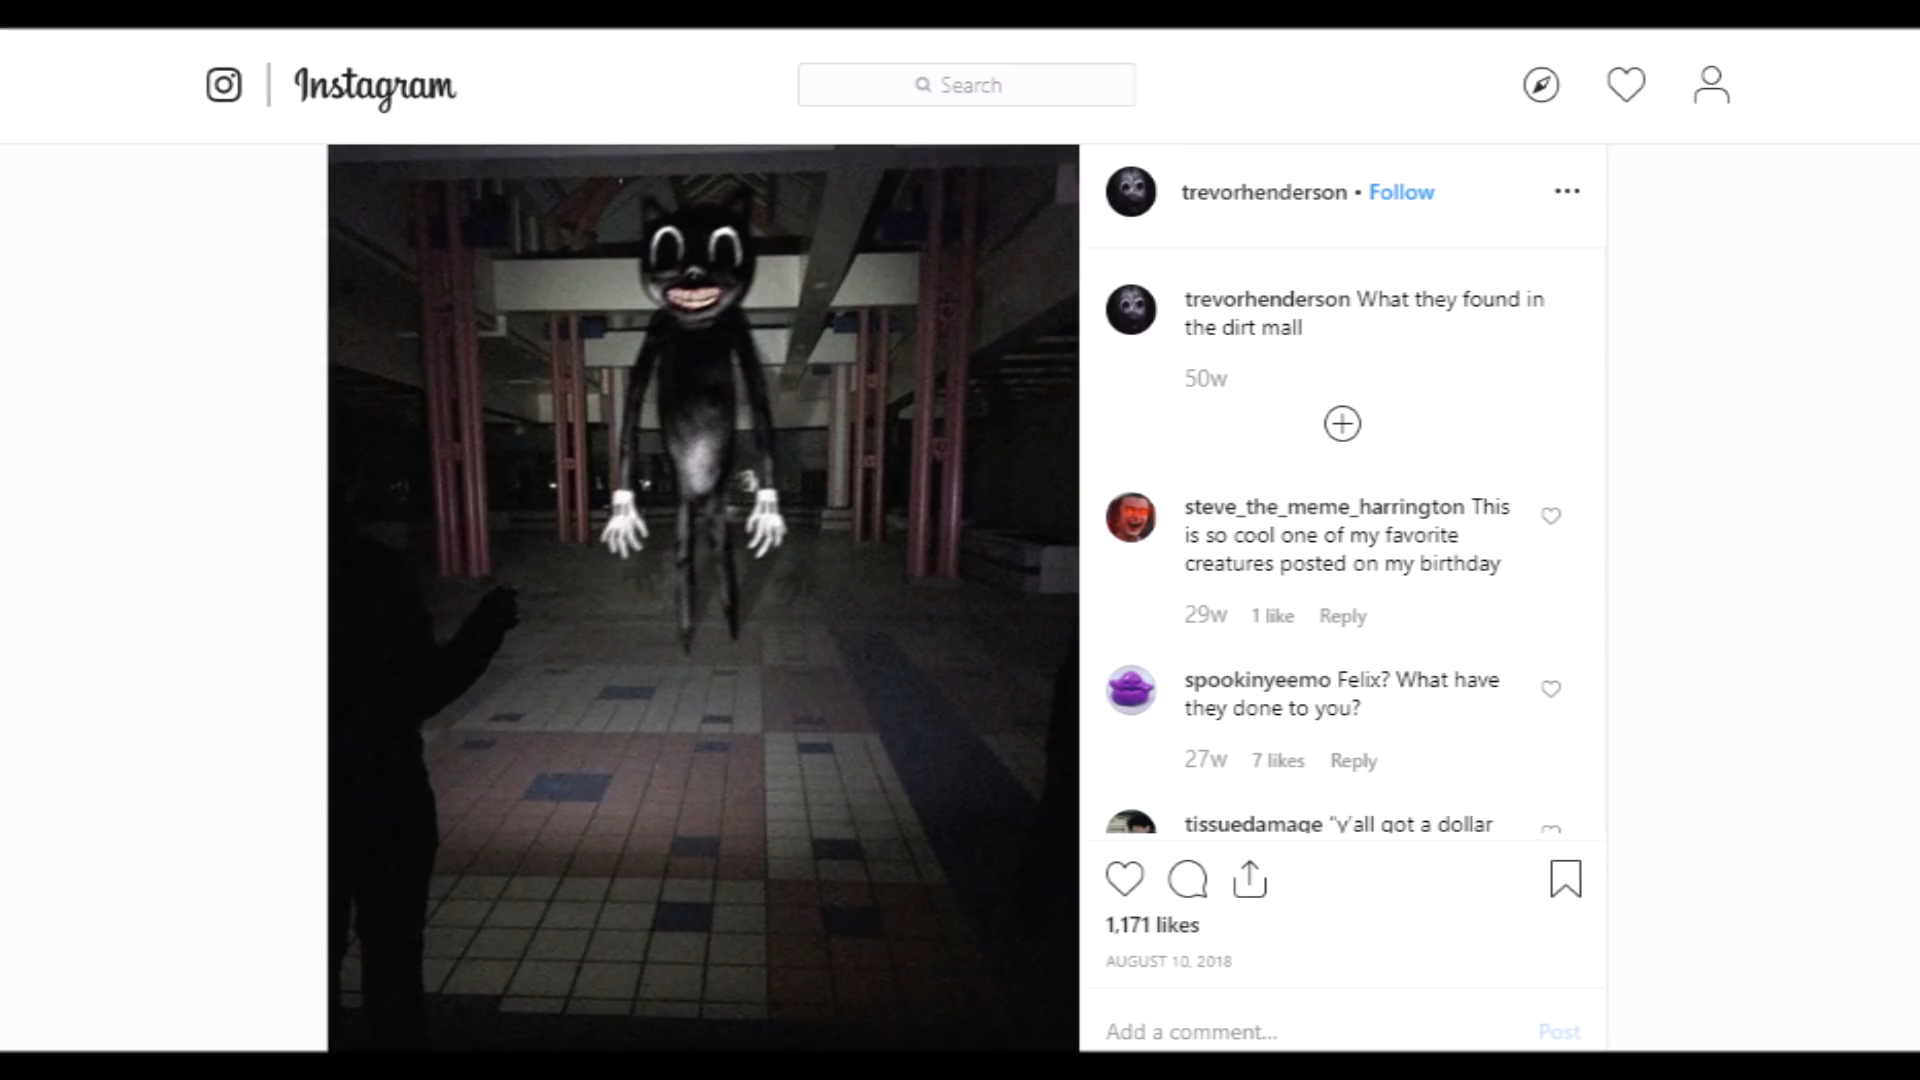 Instagram
Search
trevorhenderson • Follow
trevorhenderson What they found in
the dirt mall
50w
steve_the_meme_harrington This
is so cool one of my favorite
creatures posted on my birthday
29w 1 like Reply
spookinyeemo Felix? What have
they done to you?
27w 7 likes Reply
tissuedamage "y'all got a dollar
1,171 likes
AUGUST 10, 2018
Add a comment... Post